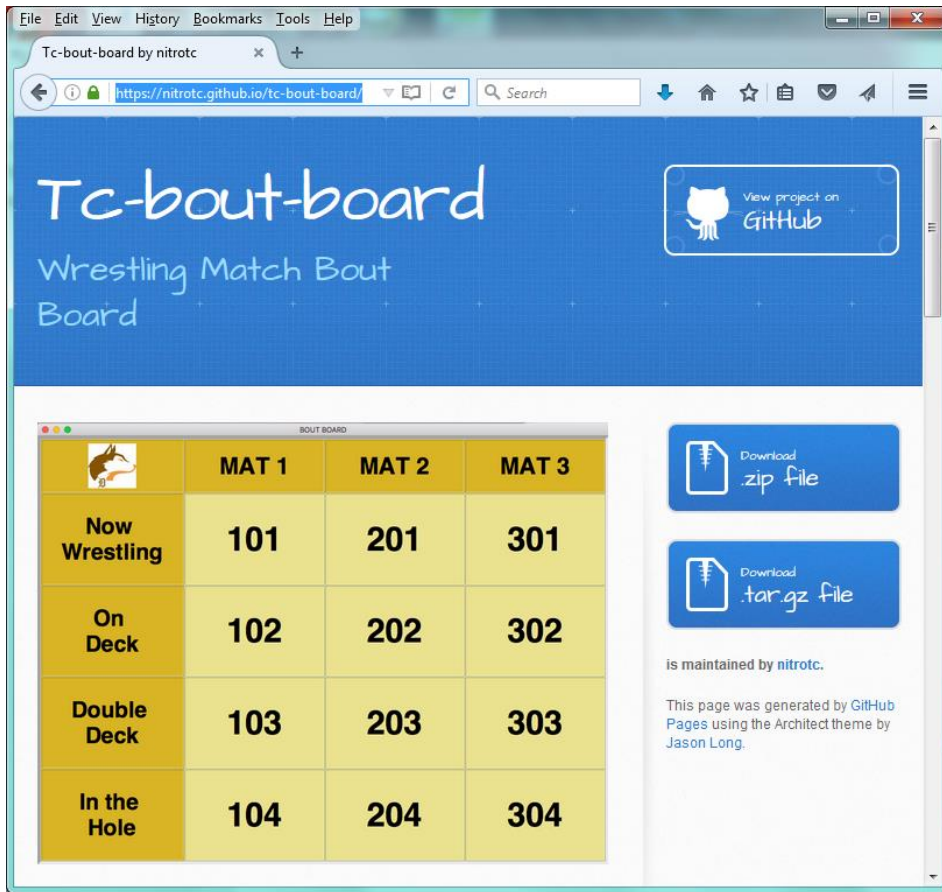 File Edit View History Bookmarks Tools Help
Tc-bout-board by nitrotc
https://nitrotc.github.io/tc-bout-board/
Search
Tc-bout-board
Wrestling Match Bout
Board
View project on
GitHub
BOUT BOARD
MAT 1 MAT 2 MAT 3
Now
Wrestling
101 201 301
On
Deck
102 202 302
Double
Deck
103 203 303
In the
Hole
104 204 304
Download
.zip file
Download
.tar.gz file
is maintained by nitrotc.
This page was generated by GitHub
Pages using the Architect theme by
Jason Long.